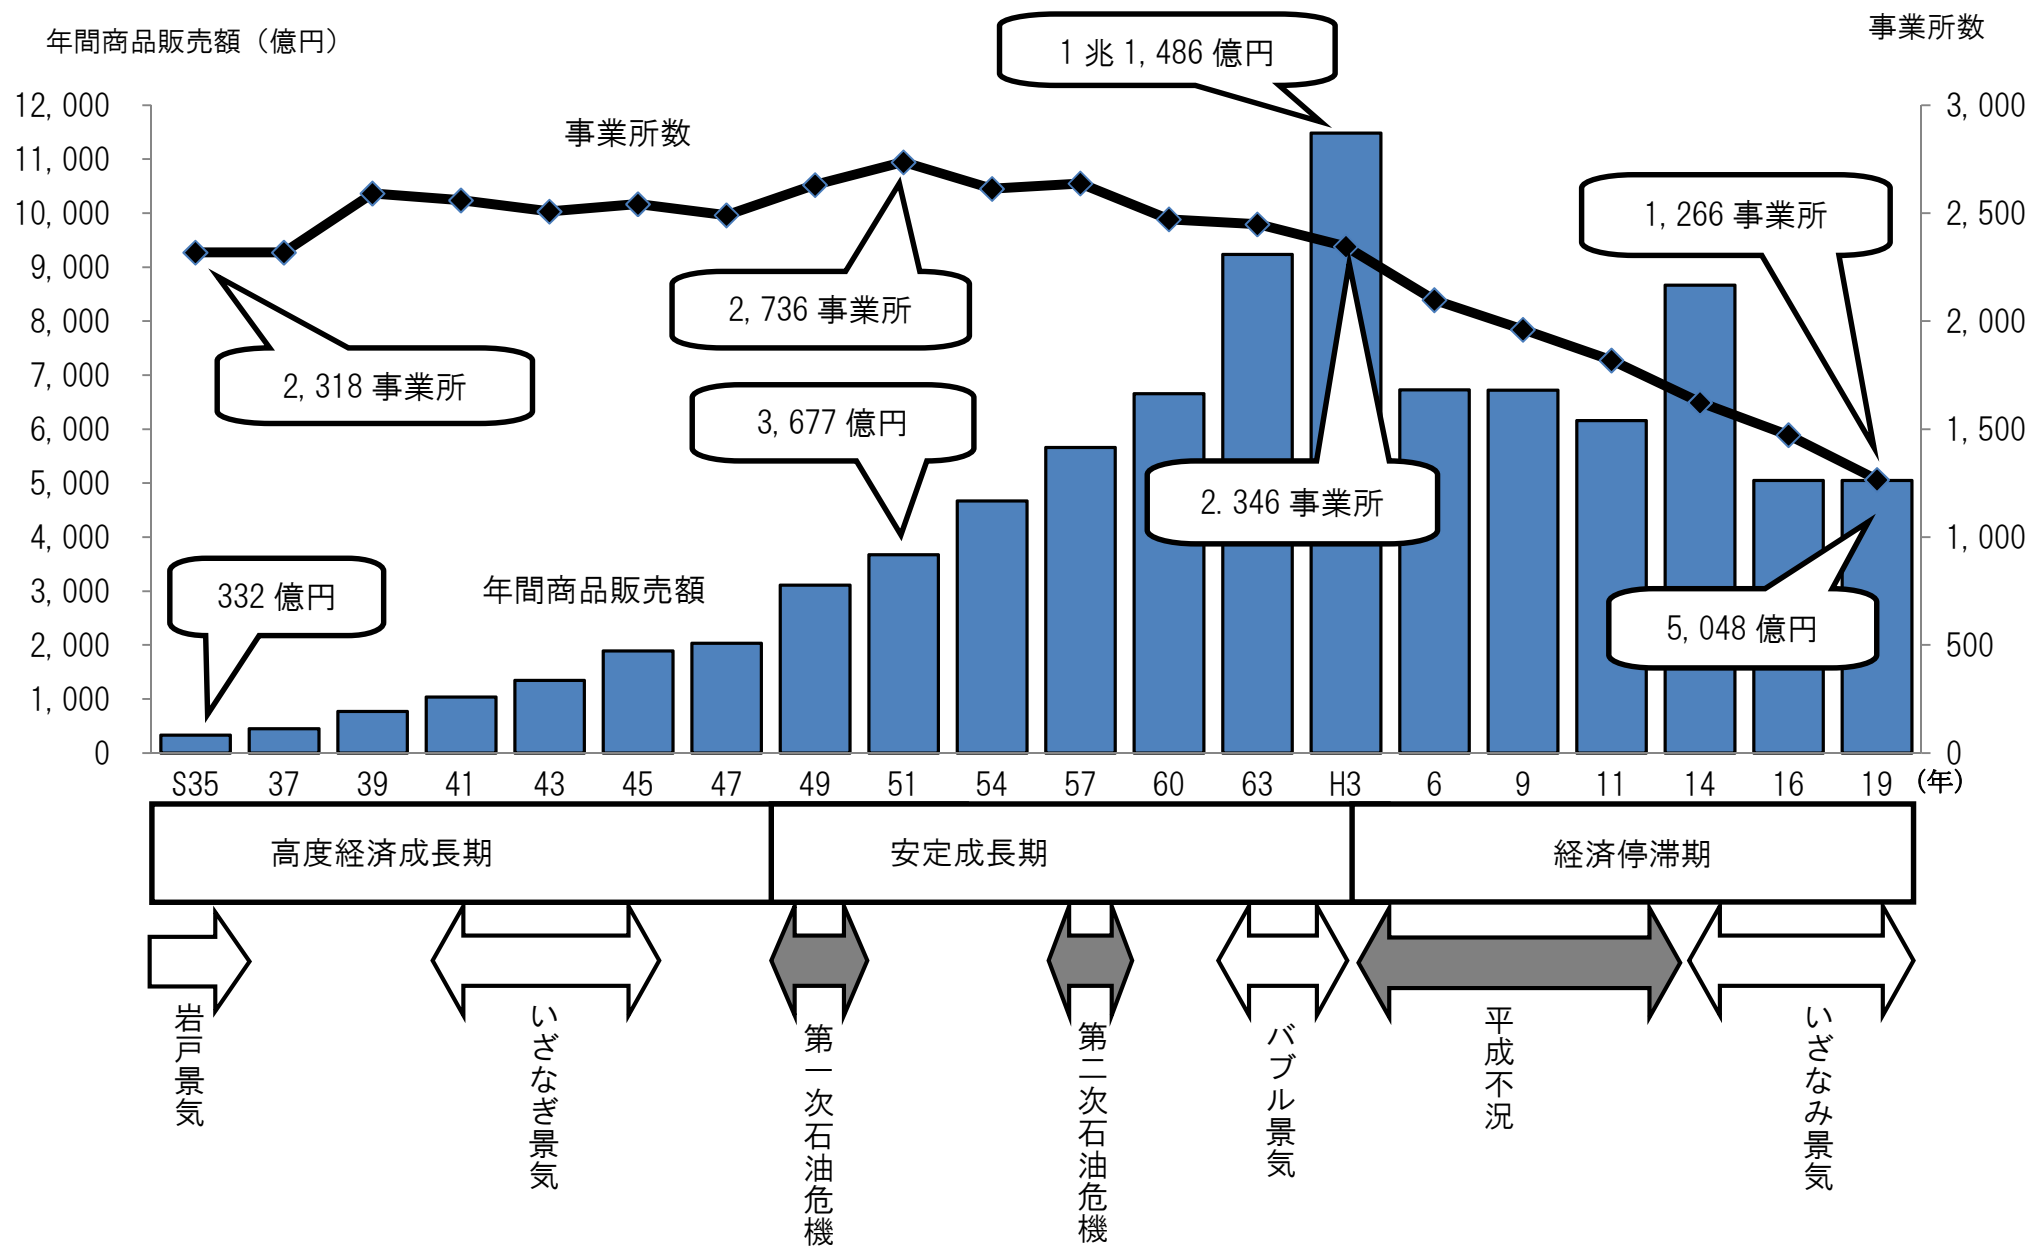 年間商品販売額（億円）
事業所数
1 兆 1,486 億円
12,000
11,000
10,000
9,000
8,000
7,000
6,000
5,000
4,000
3,000
2,000
1,000
0
3,000
2,500
2,000
1,500
1,000
500
0
事業所数
1,266 事業所
2,736 事業所
2,318 事業所
3,677 億円
2.346 事業所
332 億円
年間商品販売額
5,048 億円
S35 37 39 41 43 45 47 49 51 54 57 60 63 H3 6 9 11 14 16 19 (年)
高度経済成長期
安定成長期
経済停滞期
岩戸景気
いざなぎ景気
第一次石油危機
第二次石油危機
バブル景気
平成不況
いざなみ景気